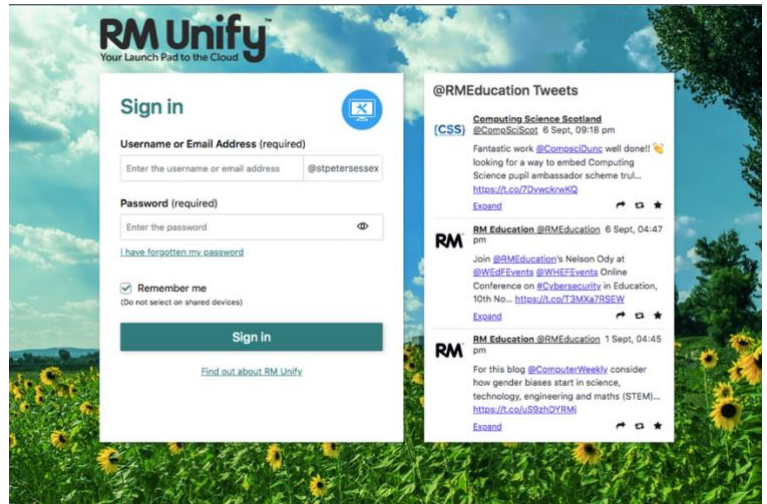 RM Unify™
Your Launch Pad to the Cloud
Sign in
Username or Email Address (required)
Enter the username or email address
@stpetersessex
Password (required)
Enter the password
I have forgotten my password
Remember me
(Do not select on shared devices)
Sign in
Find out about RM Unify
@RMEducation Tweets
{CSS}
Computing Science Scotland
@CompSciScot 6 Sept, 09:18 pm
Fantastic work @CompsciDunc well done!! 👏
looking for a way to embed Computing
Science pupil ambassador scheme trul...
https://t.co/7DvwckrwKQ
Expand
RM
RM Education @RMEducation 6 Sept, 04:47
pm
Join @RMEducation's Nelson Ody at
@WEdFEvents @WHEFEvents Online
Conference on #Cybersecurity in Education,
10th No... https://t.co/T3MXa7RSEW
Expand
RM
RM Education @RMEducation 1 Sept, 04:45
pm
For this blog @ComputerWeekly consider
how gender biases start in science,
technology, engineering and maths (STEM)...
https://t.co/uS9zhDYRMj
Expand